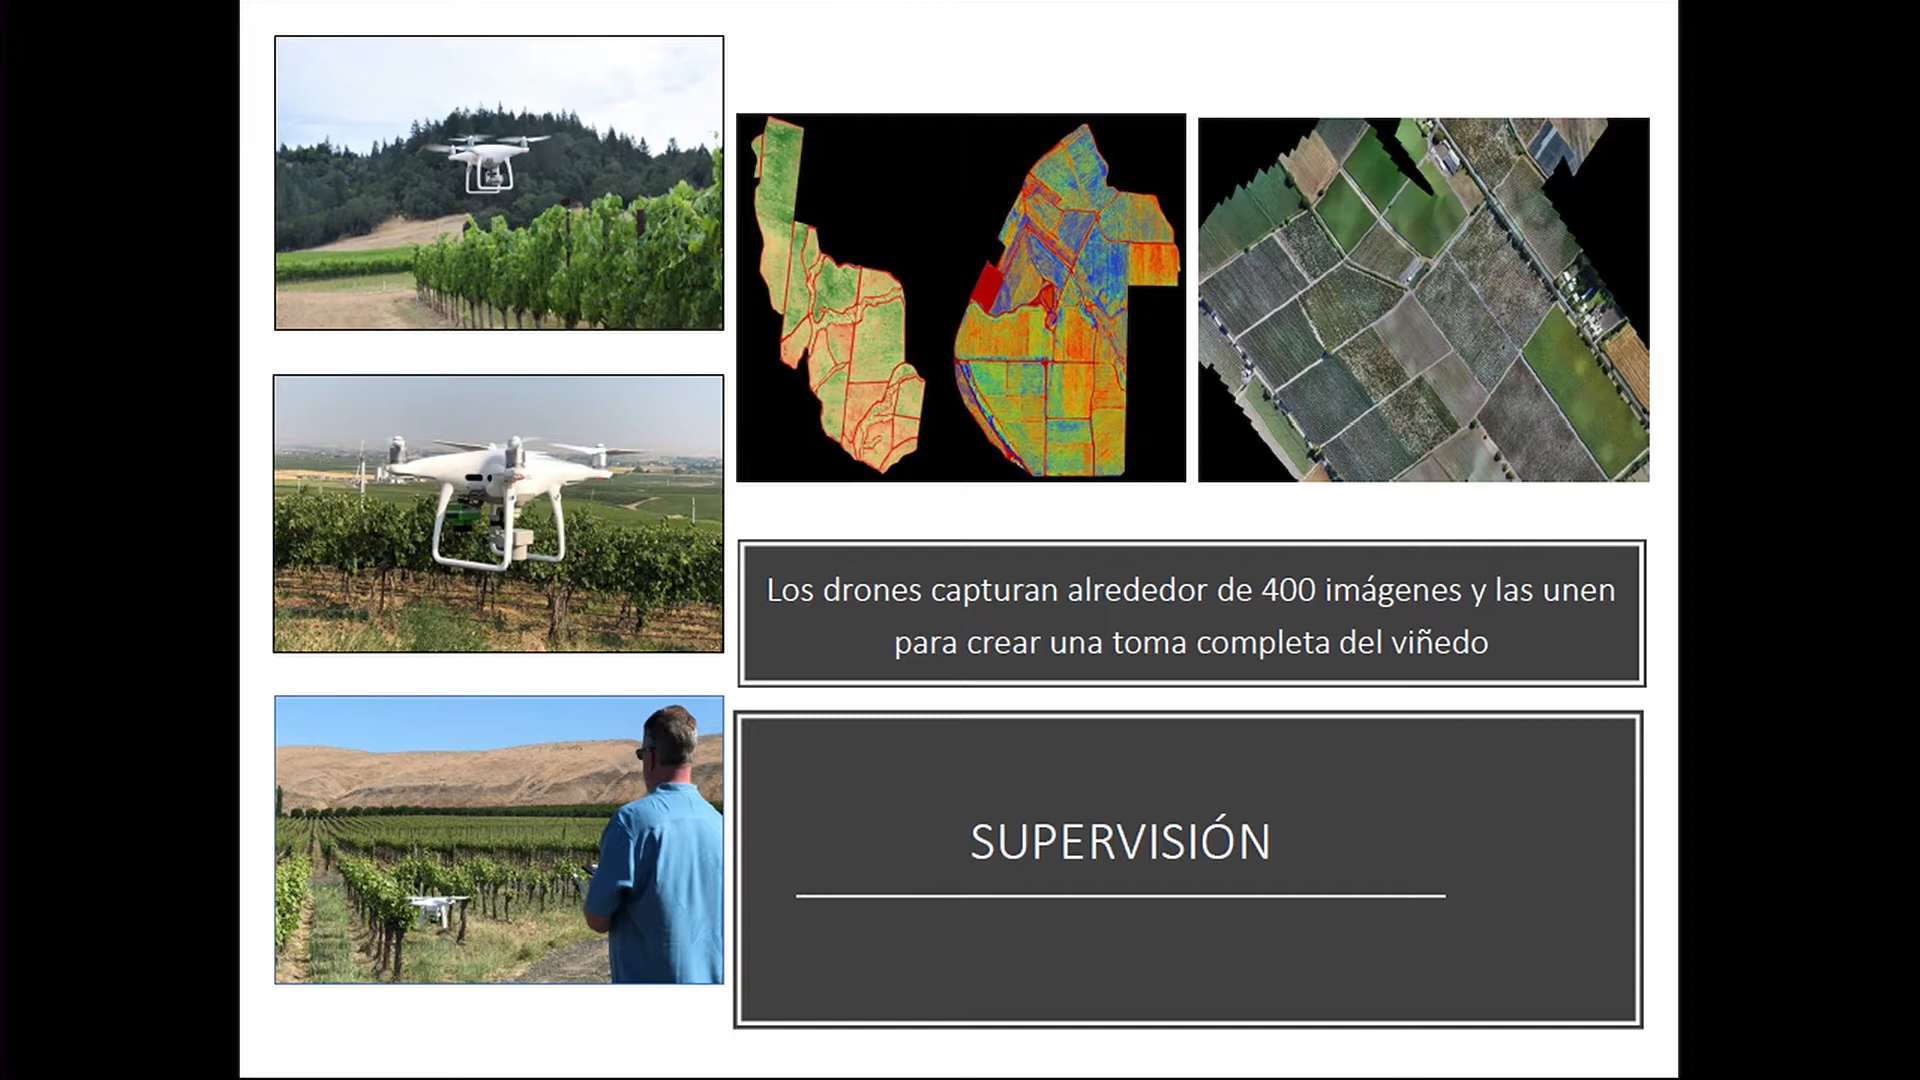 Los drones capturan alrededor de 400 imágenes y las unen
para crear una toma completa del viñedo
SUPERVISIÓN